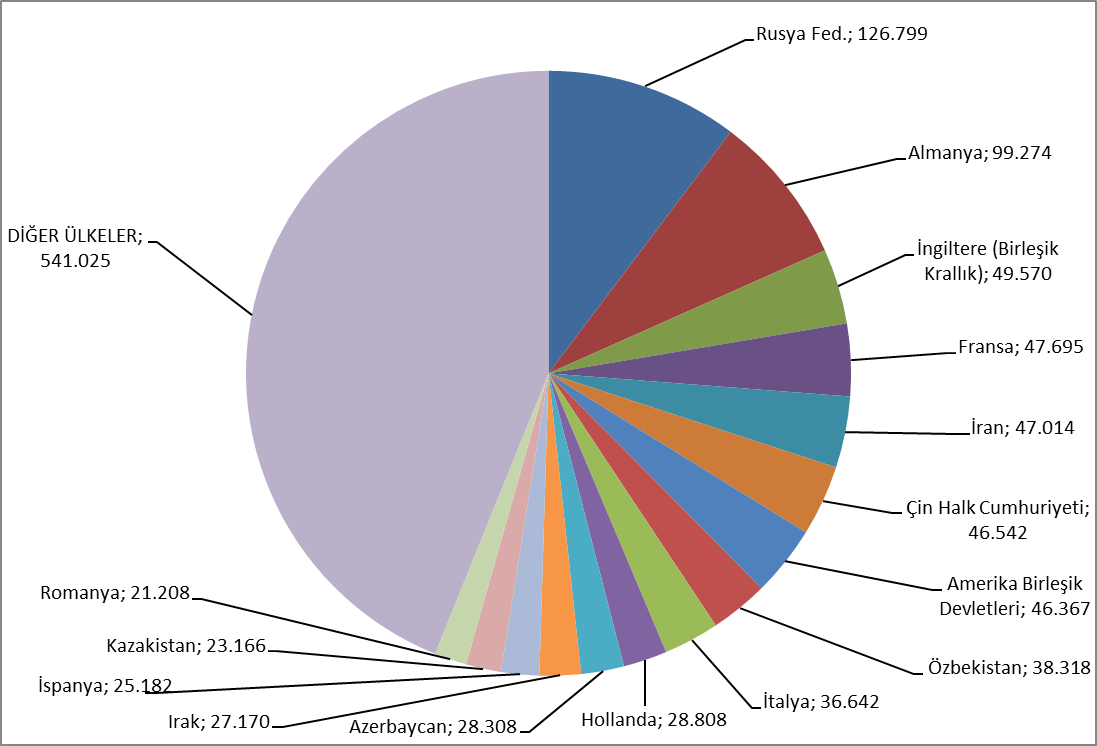 Rusya Fed.; 126.799
Almanya; 99.274
İngiltere (Birleşik
Krallık); 49.570
Fransa; 47.695
İran; 47.014
Çin Halk Cumhuriyeti;
46.542
Amerika Birleşik
Devletleri; 46.367
Özbekistan; 38.318
İtalya; 36.642
Hollanda; 28.808
Azerbaycan; 28.308
Irak; 27.170
İspanya; 25.182
Kazakistan; 23.166
Romanya; 21.208
DİĞER ÜLKELER;
541.025